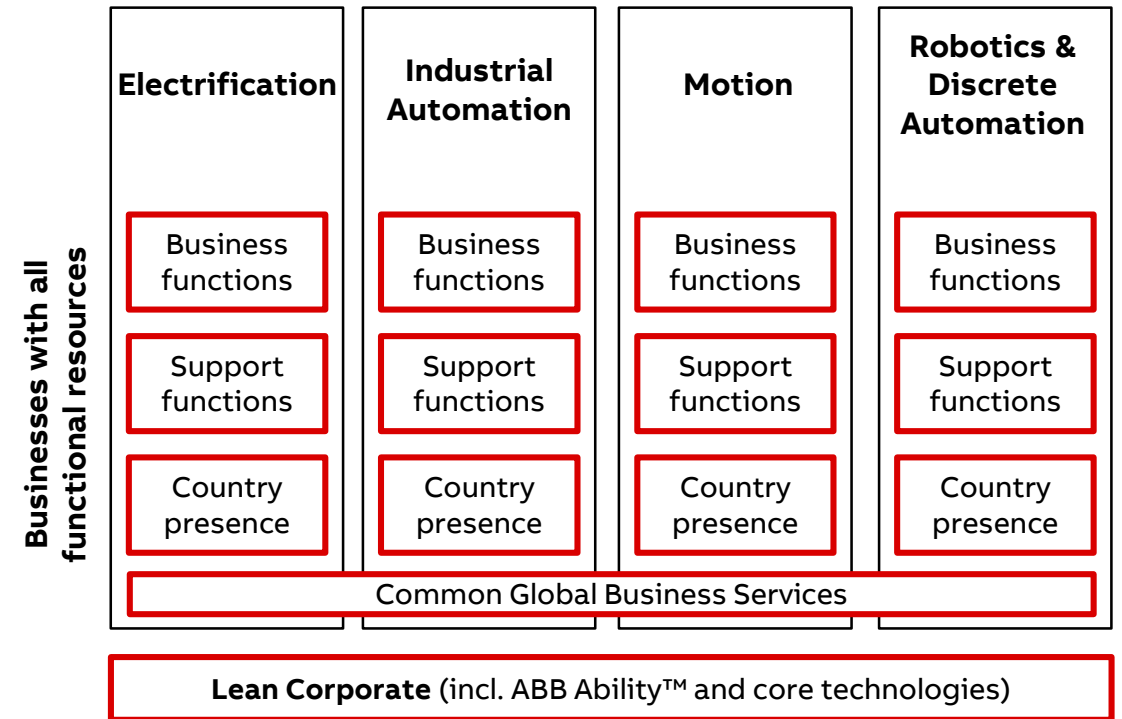 Electrification
Industrial
Automation
Motion
Robotics &
Discrete
Automation
Businesses with all
functional resources
Business
functions
Business
functions
Business
functions
Business
functions
Support
functions
Support
functions
Support
functions
Support
functions
Country
presence
Country
presence
Country
presence
Country
presence
Common Global Business Services
Lean Corporate (incl. ABB Ability™ and core technologies)